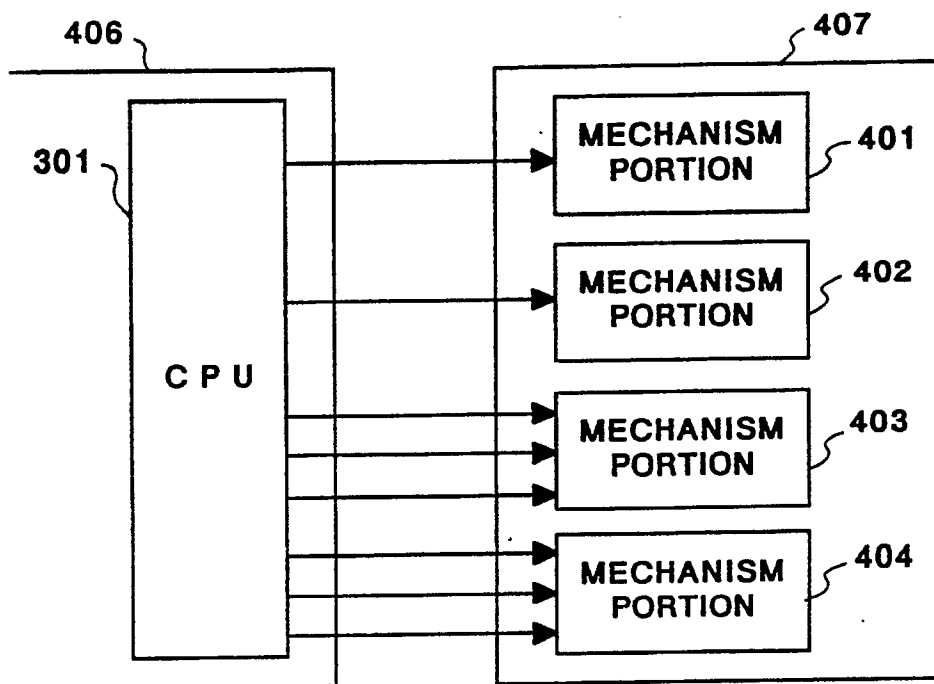 406
407
301
CPU
MECHANISM
PORTION
401
MECHANISM
PORTION
402
MECHANISM
PORTION
403
MECHANISM
PORTION
404